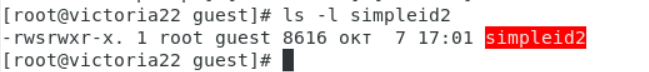 [root@victoria22 guest]# ls -l simpleid2
-rwsrwxr-x. 1 root guest 8616 окт  7 17:01 simpleid2
[root@victoria22 guest]#